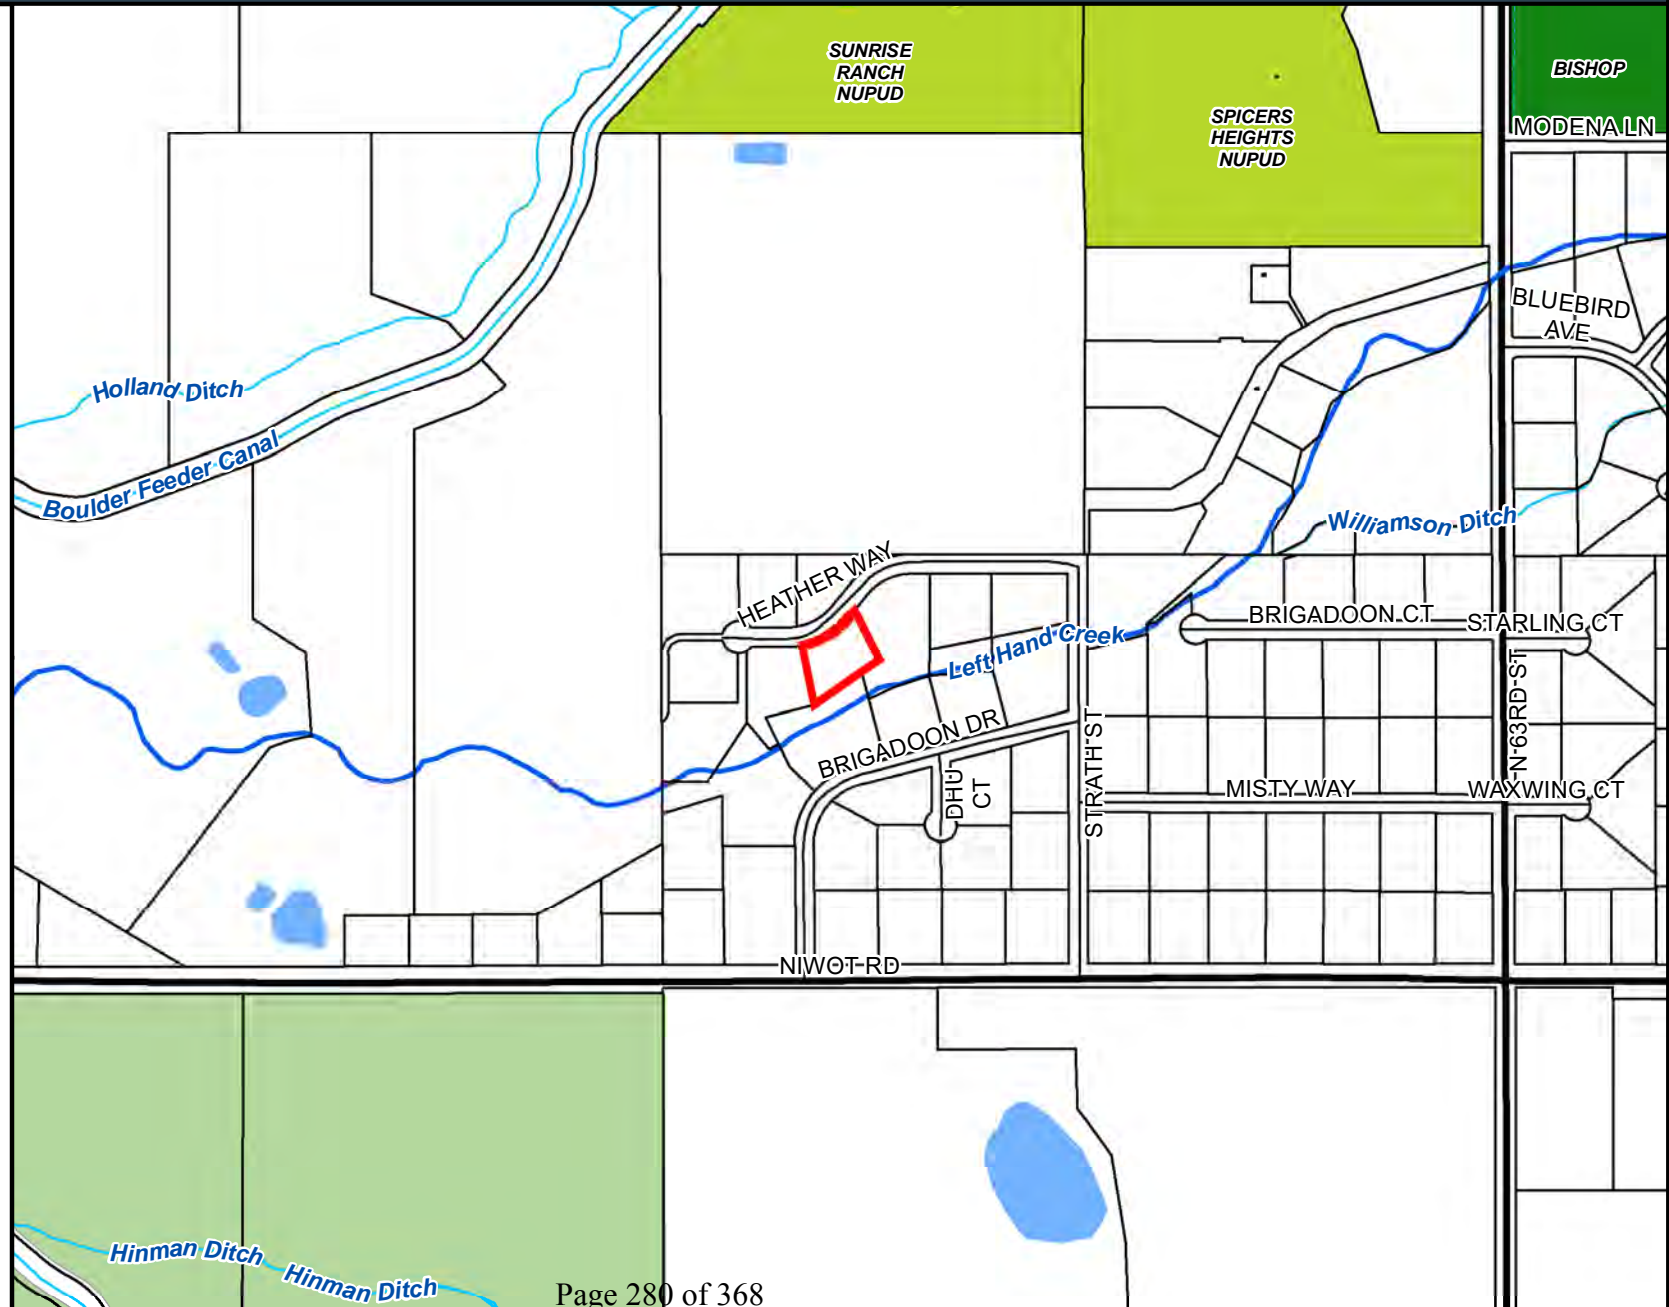 SUNRISE
RANCH
NUPUD
BISHOP
SPICERS
HEIGHTS
NUPUD
MODENA LN
BLUEBIRD
AVE
Holland Ditch
Boulder Feeder Canal
Williamson Ditch
HEATHER WAY
BRIGADOON CT
STARLING CT
Left Hand Creek
N 63RD ST
BRIGADOON DR
STRATH ST
DHU
CT
MISTY WAY
WAXWING CT
NIWOT RD
Hinman Ditch
Hinman Ditch
Page 280 of 368